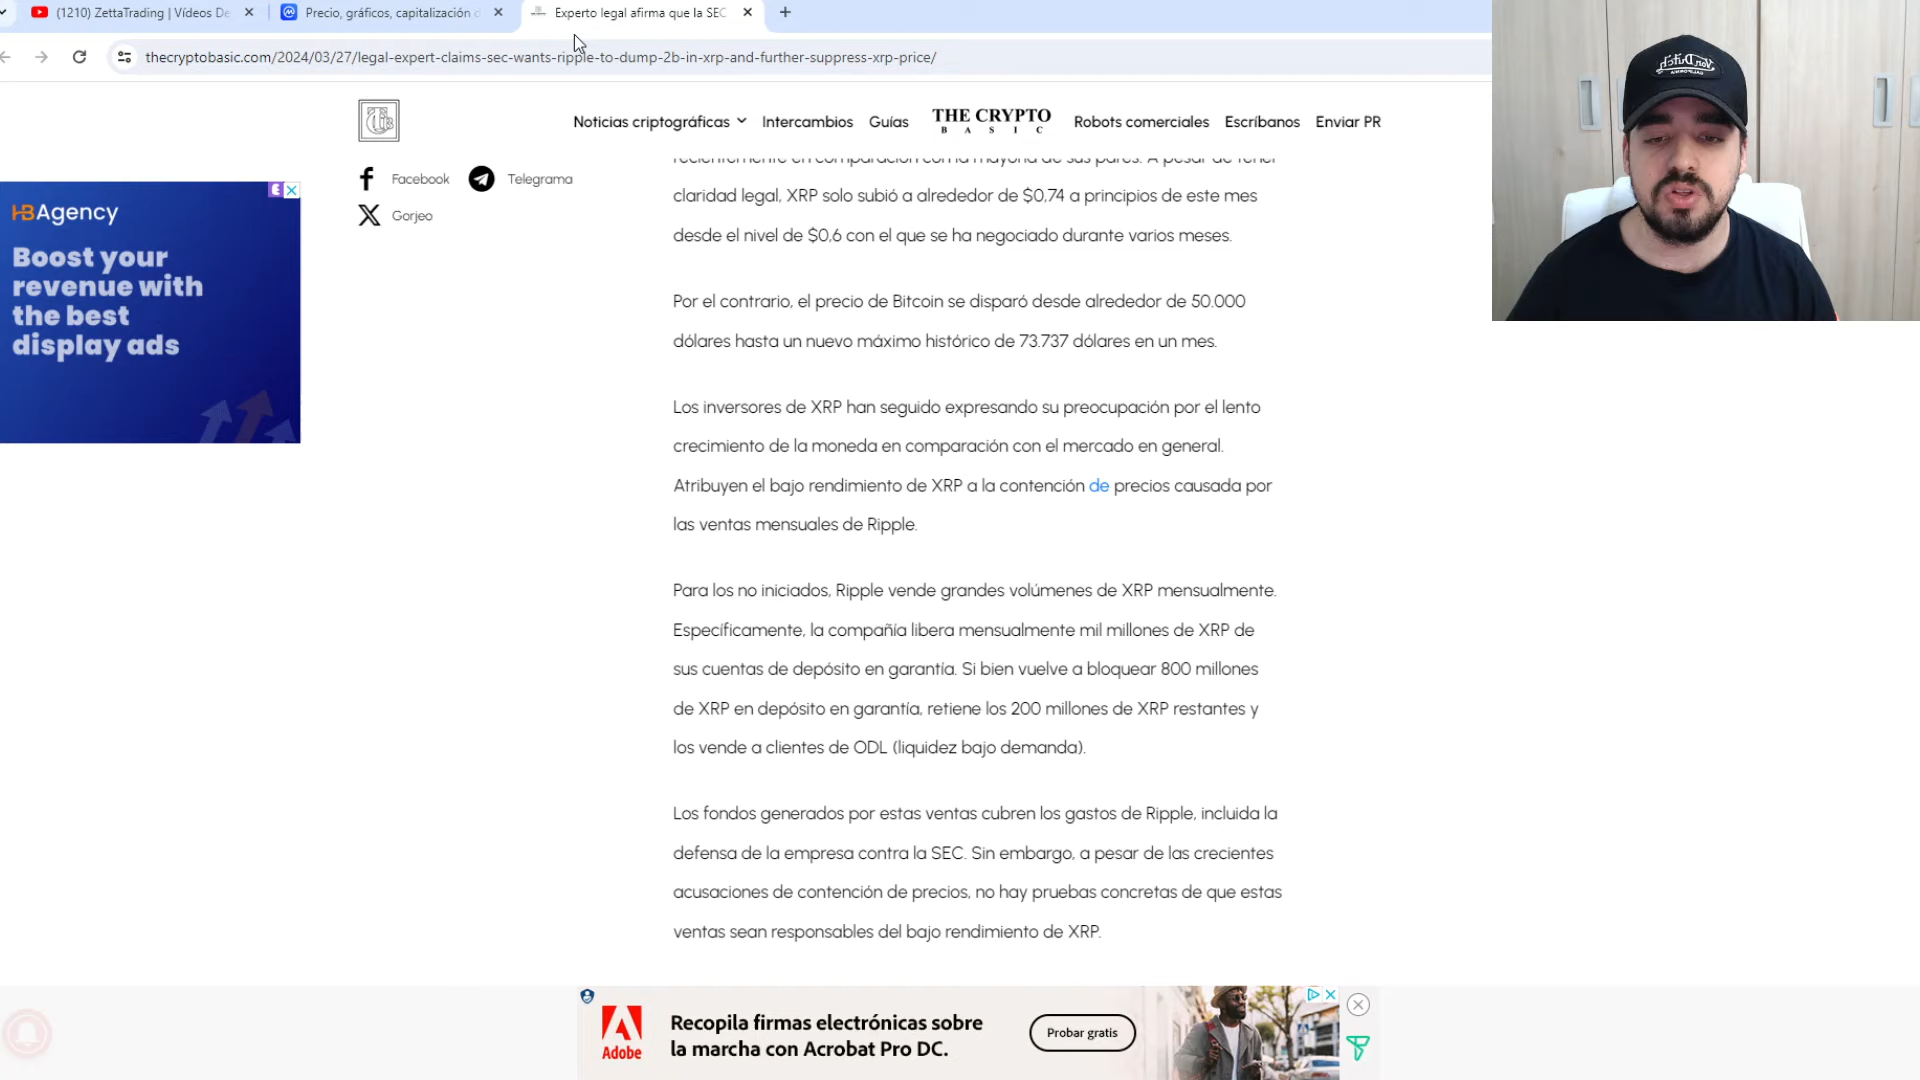 (1210) ZettaTrading | Vídeos De
Precio, gráficos, capitalización d
Experto legal afirma que la SEC
thecryptobasic.com/2024/03/27/legal-expert-claims-sec-wants-ripple-to-dump-2b-in-xrp-and-further-suppress-xrp-price/
Noticias criptográficas
Intercambios
Guías
THE CRYPTO
BASIC
Robots comerciales
Escríbanos
Enviar PR
Facebook
Telegrama
Gorjeo
HBAgency
Boost your
revenue with
the best
display ads
recientemente en comparación con la mayoría de sus pares. A pesar de tener
claridad legal, XRP solo subió a alrededor de $0,74 a principios de este mes
desde el nivel de $0,6 con el que se ha negociado durante varios meses.
Por el contrario, el precio de Bitcoin se disparó desde alrededor de 50.000
dólares hasta un nuevo máximo histórico de 73.737 dólares en un mes.
Los inversores de XRP han seguido expresando su preocupación por el lento
crecimiento de la moneda en comparación con el mercado en general.
Atribuyen el bajo rendimiento de XRP a la contención de precios causada por
las ventas mensuales de Ripple.
Para los no iniciados, Ripple vende grandes volúmenes de XRP mensualmente.
Específicamente, la compañía libera mensualmente mil millones de XRP de
sus cuentas de depósito en garantía. Si bien vuelve a bloquear 800 millones
de XRP en depósito en garantía, retiene los 200 millones de XRP restantes y
los vende a clientes de ODL (liquidez bajo demanda).
Los fondos generados por estas ventas cubren los gastos de Ripple, incluida la
defensa de la empresa contra la SEC. Sin embargo, a pesar de las crecientes
acusaciones de contención de precios, no hay pruebas concretas de que estas
ventas sean responsables del bajo rendimiento de XRP.
Adobe
Recopila firmas electrónicas sobre
la marcha con Acrobat Pro DC.
Probar gratis
Von Dutch